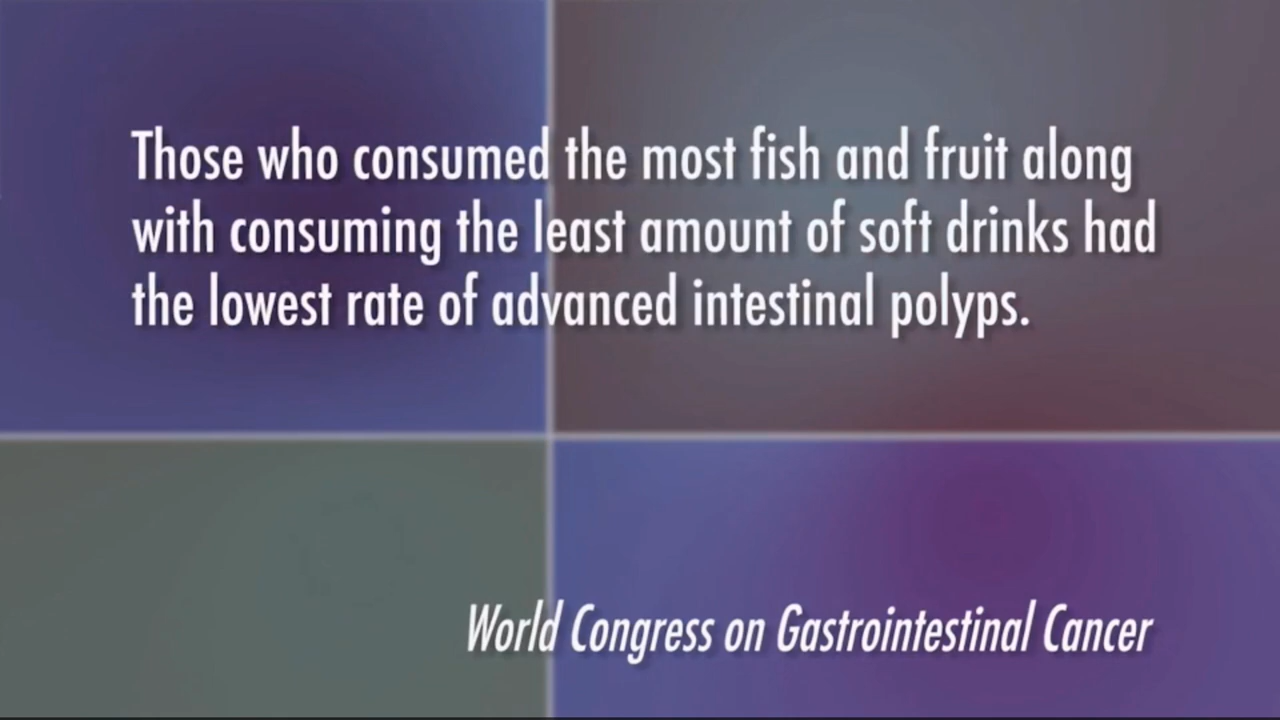 Those who consumed the most fish and fruit along
with consuming the least amount of soft drinks had
the lowest rate of advanced intestinal polyps.
World Congress on Gastrointestinal Cancer